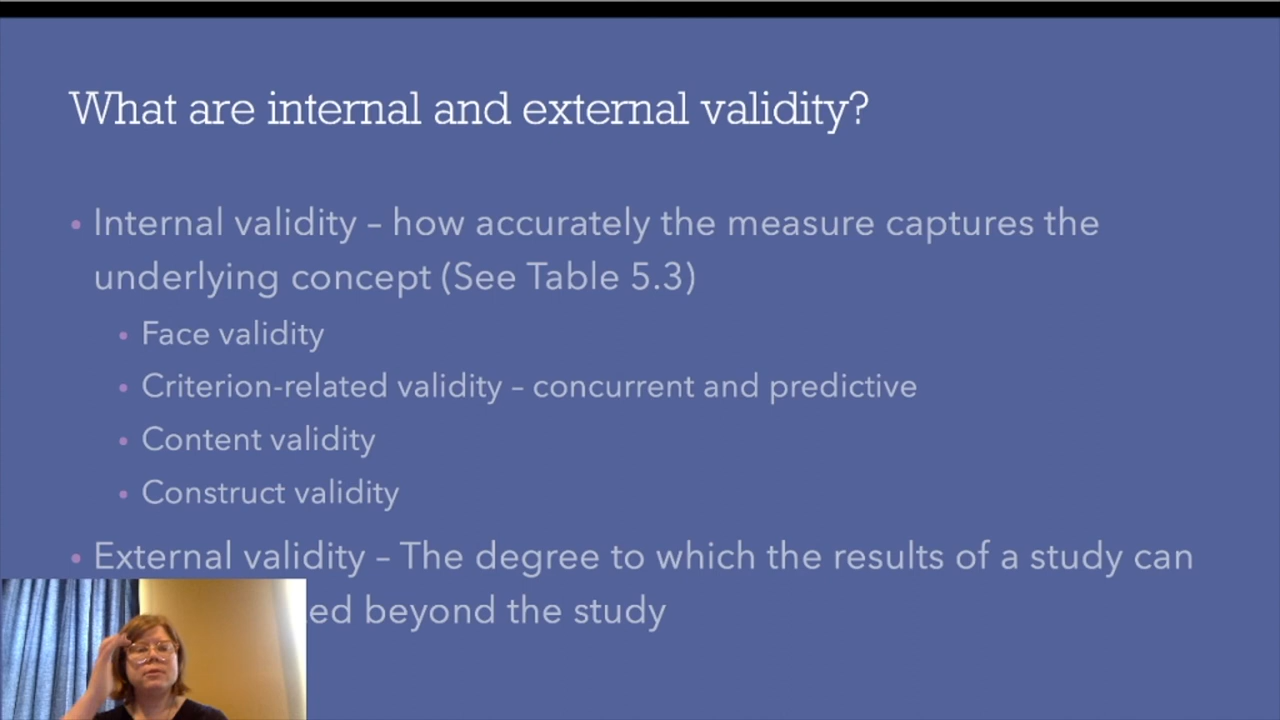 What are internal and external validity?
• Internal validity – how accurately the measure captures the
underlying concept (See Table 5.3)
• Face validity
• Criterion-related validity – concurrent and predictive
• Content validity
• Construct validity
• External validity – The degree to which the results of a study can
beyond the study